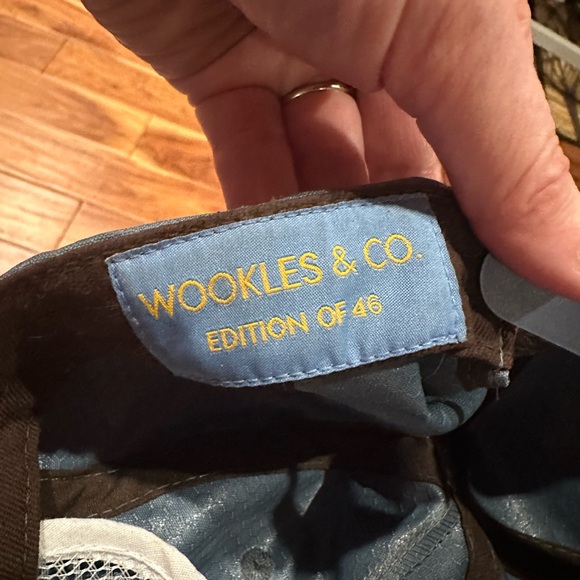 WOOKLES & CO.
EDITION OF 46